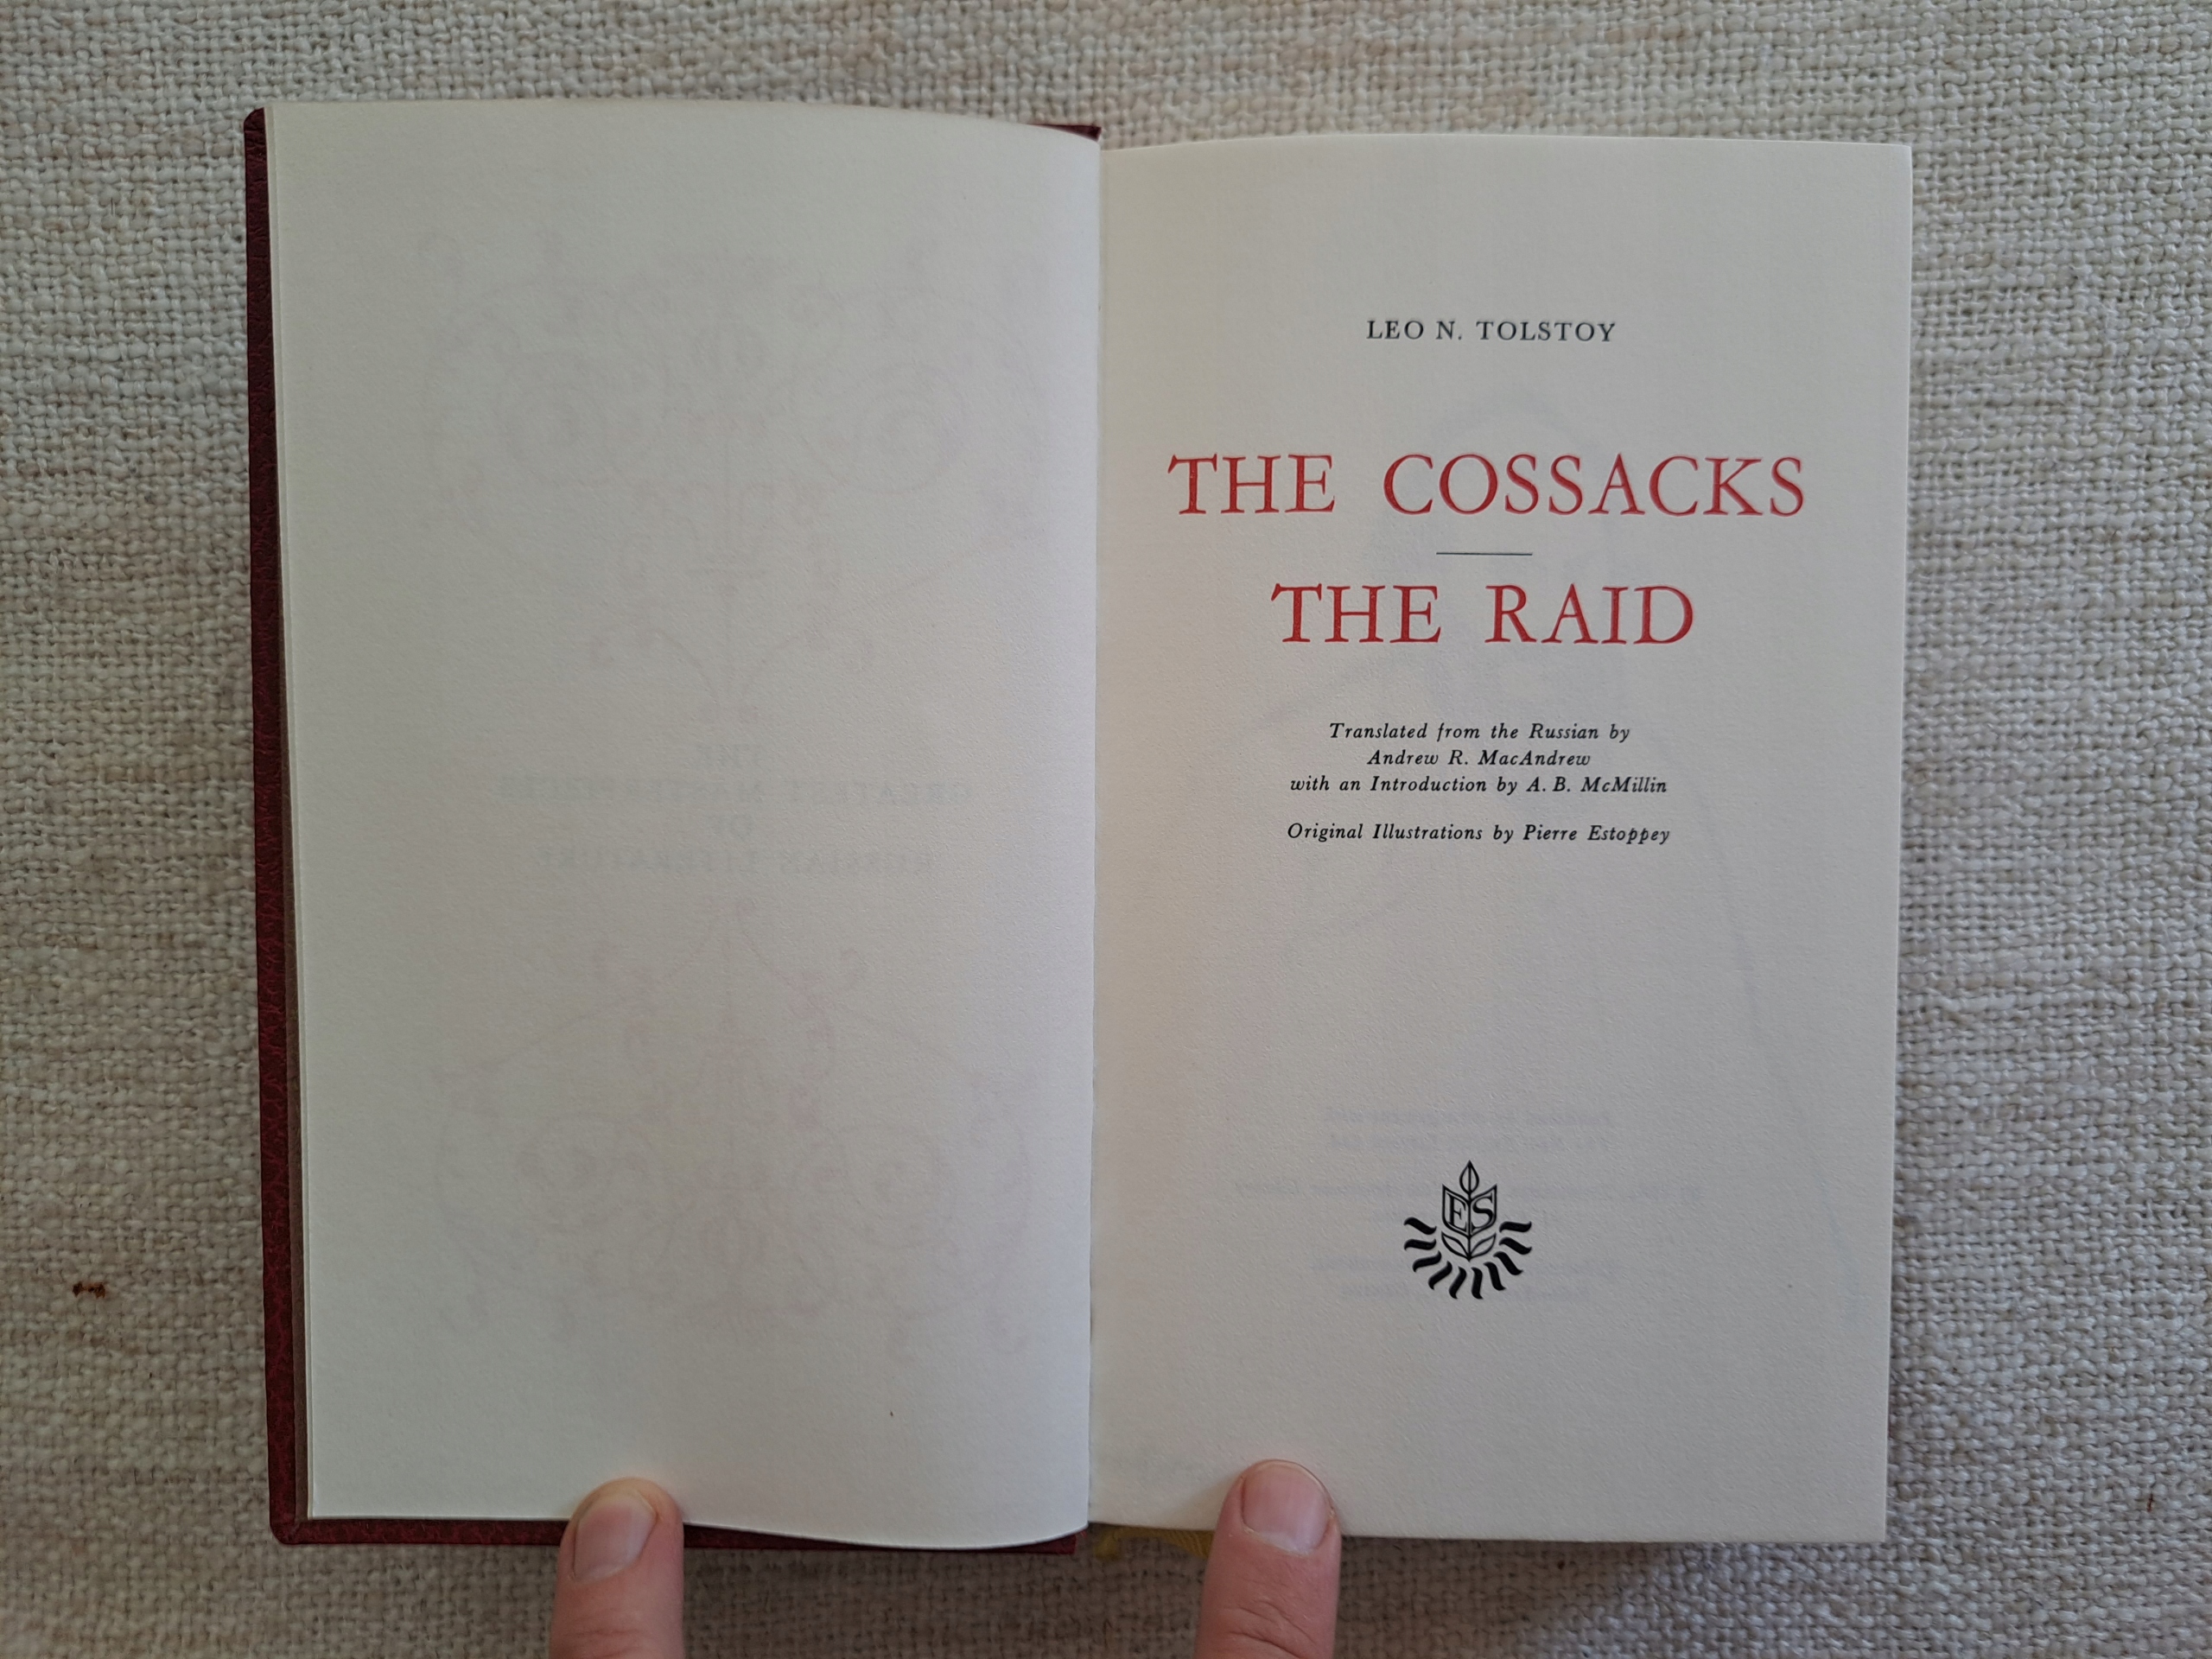 LEO N. TOLSTOY
THE COSSACKS
THE RAID
Translated from the Russian by
Andrew R. MacAndrew
with an Introduction by A. B. McMillin
Original Illustrations by Pierre Estoppey
ES